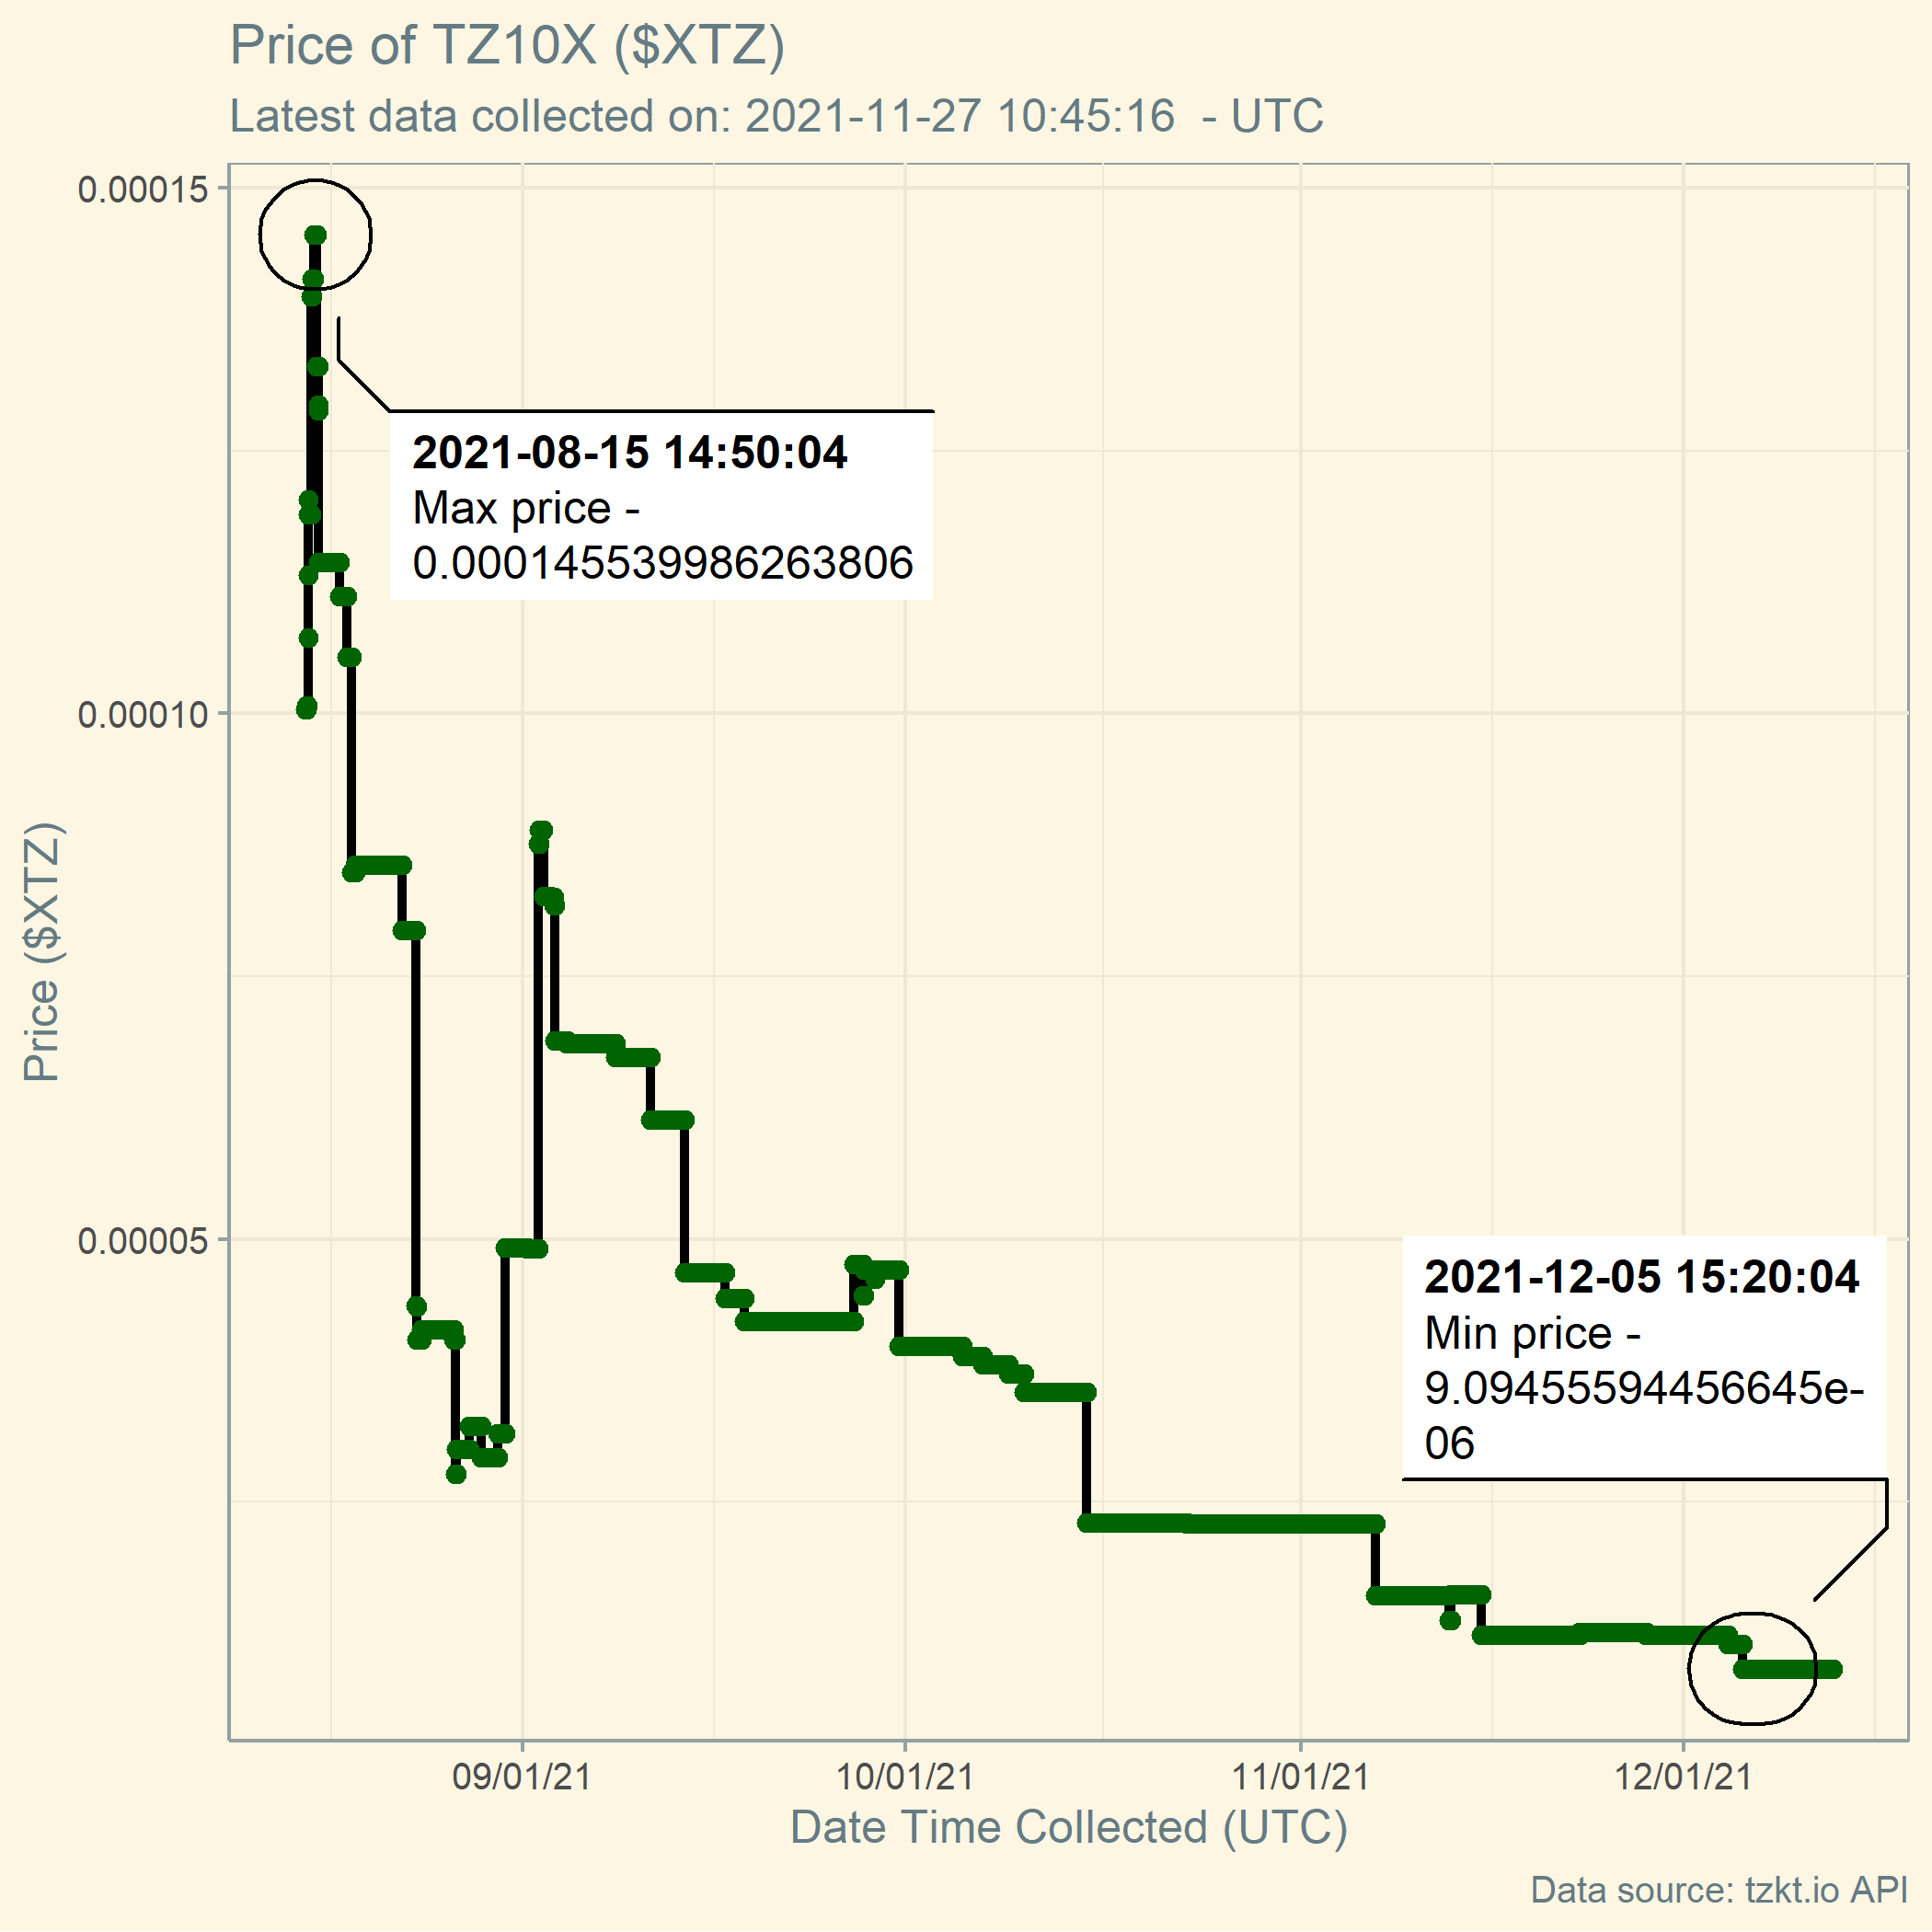 Price of TZ10X ($XTZ)
Latest data collected on: 2021-11-27 10:45:16  - UTC
0.00015
2021-08-15 14:50:04
Max price -
0.000145539986263806
0.00010
Price ($XTZ)
0.00005
2021-12-05 15:20:04
Min price -
9.09455594456645e-
06
09/01/21 10/01/21 11/01/21 12/01/21
Date Time Collected (UTC)
Data source: tzkt.io API